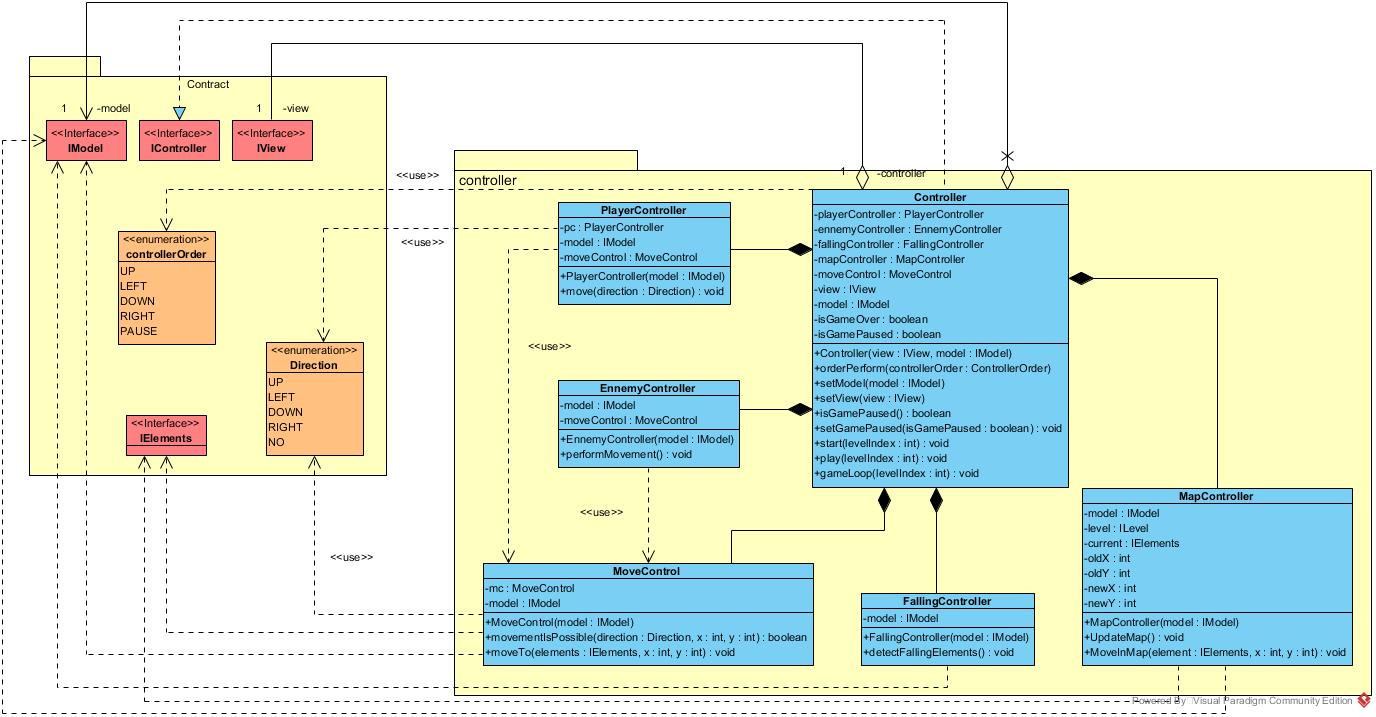 Contract
1
-model
1
-view
<<Interface>>
IModel
<<Interface>>
IController
<<Interface>>
IView
<<use>>
<<enumeration>>
controllerOrder
UP
LEFT
DOWN
RIGHT
PAUSE
<<use>>
<<enumeration>>
Direction
UP
LEFT
DOWN
RIGHT
NO
<<Interface>>
IElements
<<use>>
controller
1
-controller
PlayerController
-pc : PlayerController
-model : IModel
-moveControl : MoveControl
+PlayerController(model : IModel)
+move(direction : Direction) : void
<<use>>
EnnemyController
-model : IModel
-moveControl : MoveControl
+EnnemyController(model : IModel)
+performMovement() : void
<<use>>
Controller
-playerController : PlayerController
-ennemyController : EnnemyController
-fallingController : FallingController
-mapController : MapController
-moveControl : MoveControl
-view : IView
-model : IModel
-isGameOver : boolean
-isGamePaused : boolean
+Controller(view : IView, model : IModel)
+orderPerform(controllerOrder : ControllerOrder)
+setModel(model : IModel)
+setView(view : IView)
+isGamePaused() : boolean
+setGamePaused(isGamePaused : boolean) : void
+start(levelIndex : int) : void
+play(levelIndex : int) : void
+gameLoop(levelIndex : int) : void
MoveControl
-mc : MoveControl
-model : IModel
+MoveControl(model : IModel)
+movementIsPossible(direction : Direction, x : int, y : int) : boolean
+moveTo(elements : IElements, x : int, y : int) : void
FallingController
-model : IModel
+FallingController(model : IModel)
+detectFallingElements() : void
MapController
-model : IModel
-level : ILevel
-current : IElements
-oldX : int
-oldY : int
-newX : int
-newY : int
+MapController(model : IModel)
+UpdateMap() : void
+MoveInMap(element : IElements, x : int, y : int) : void
Powered By Visual Paradigm Community Edition